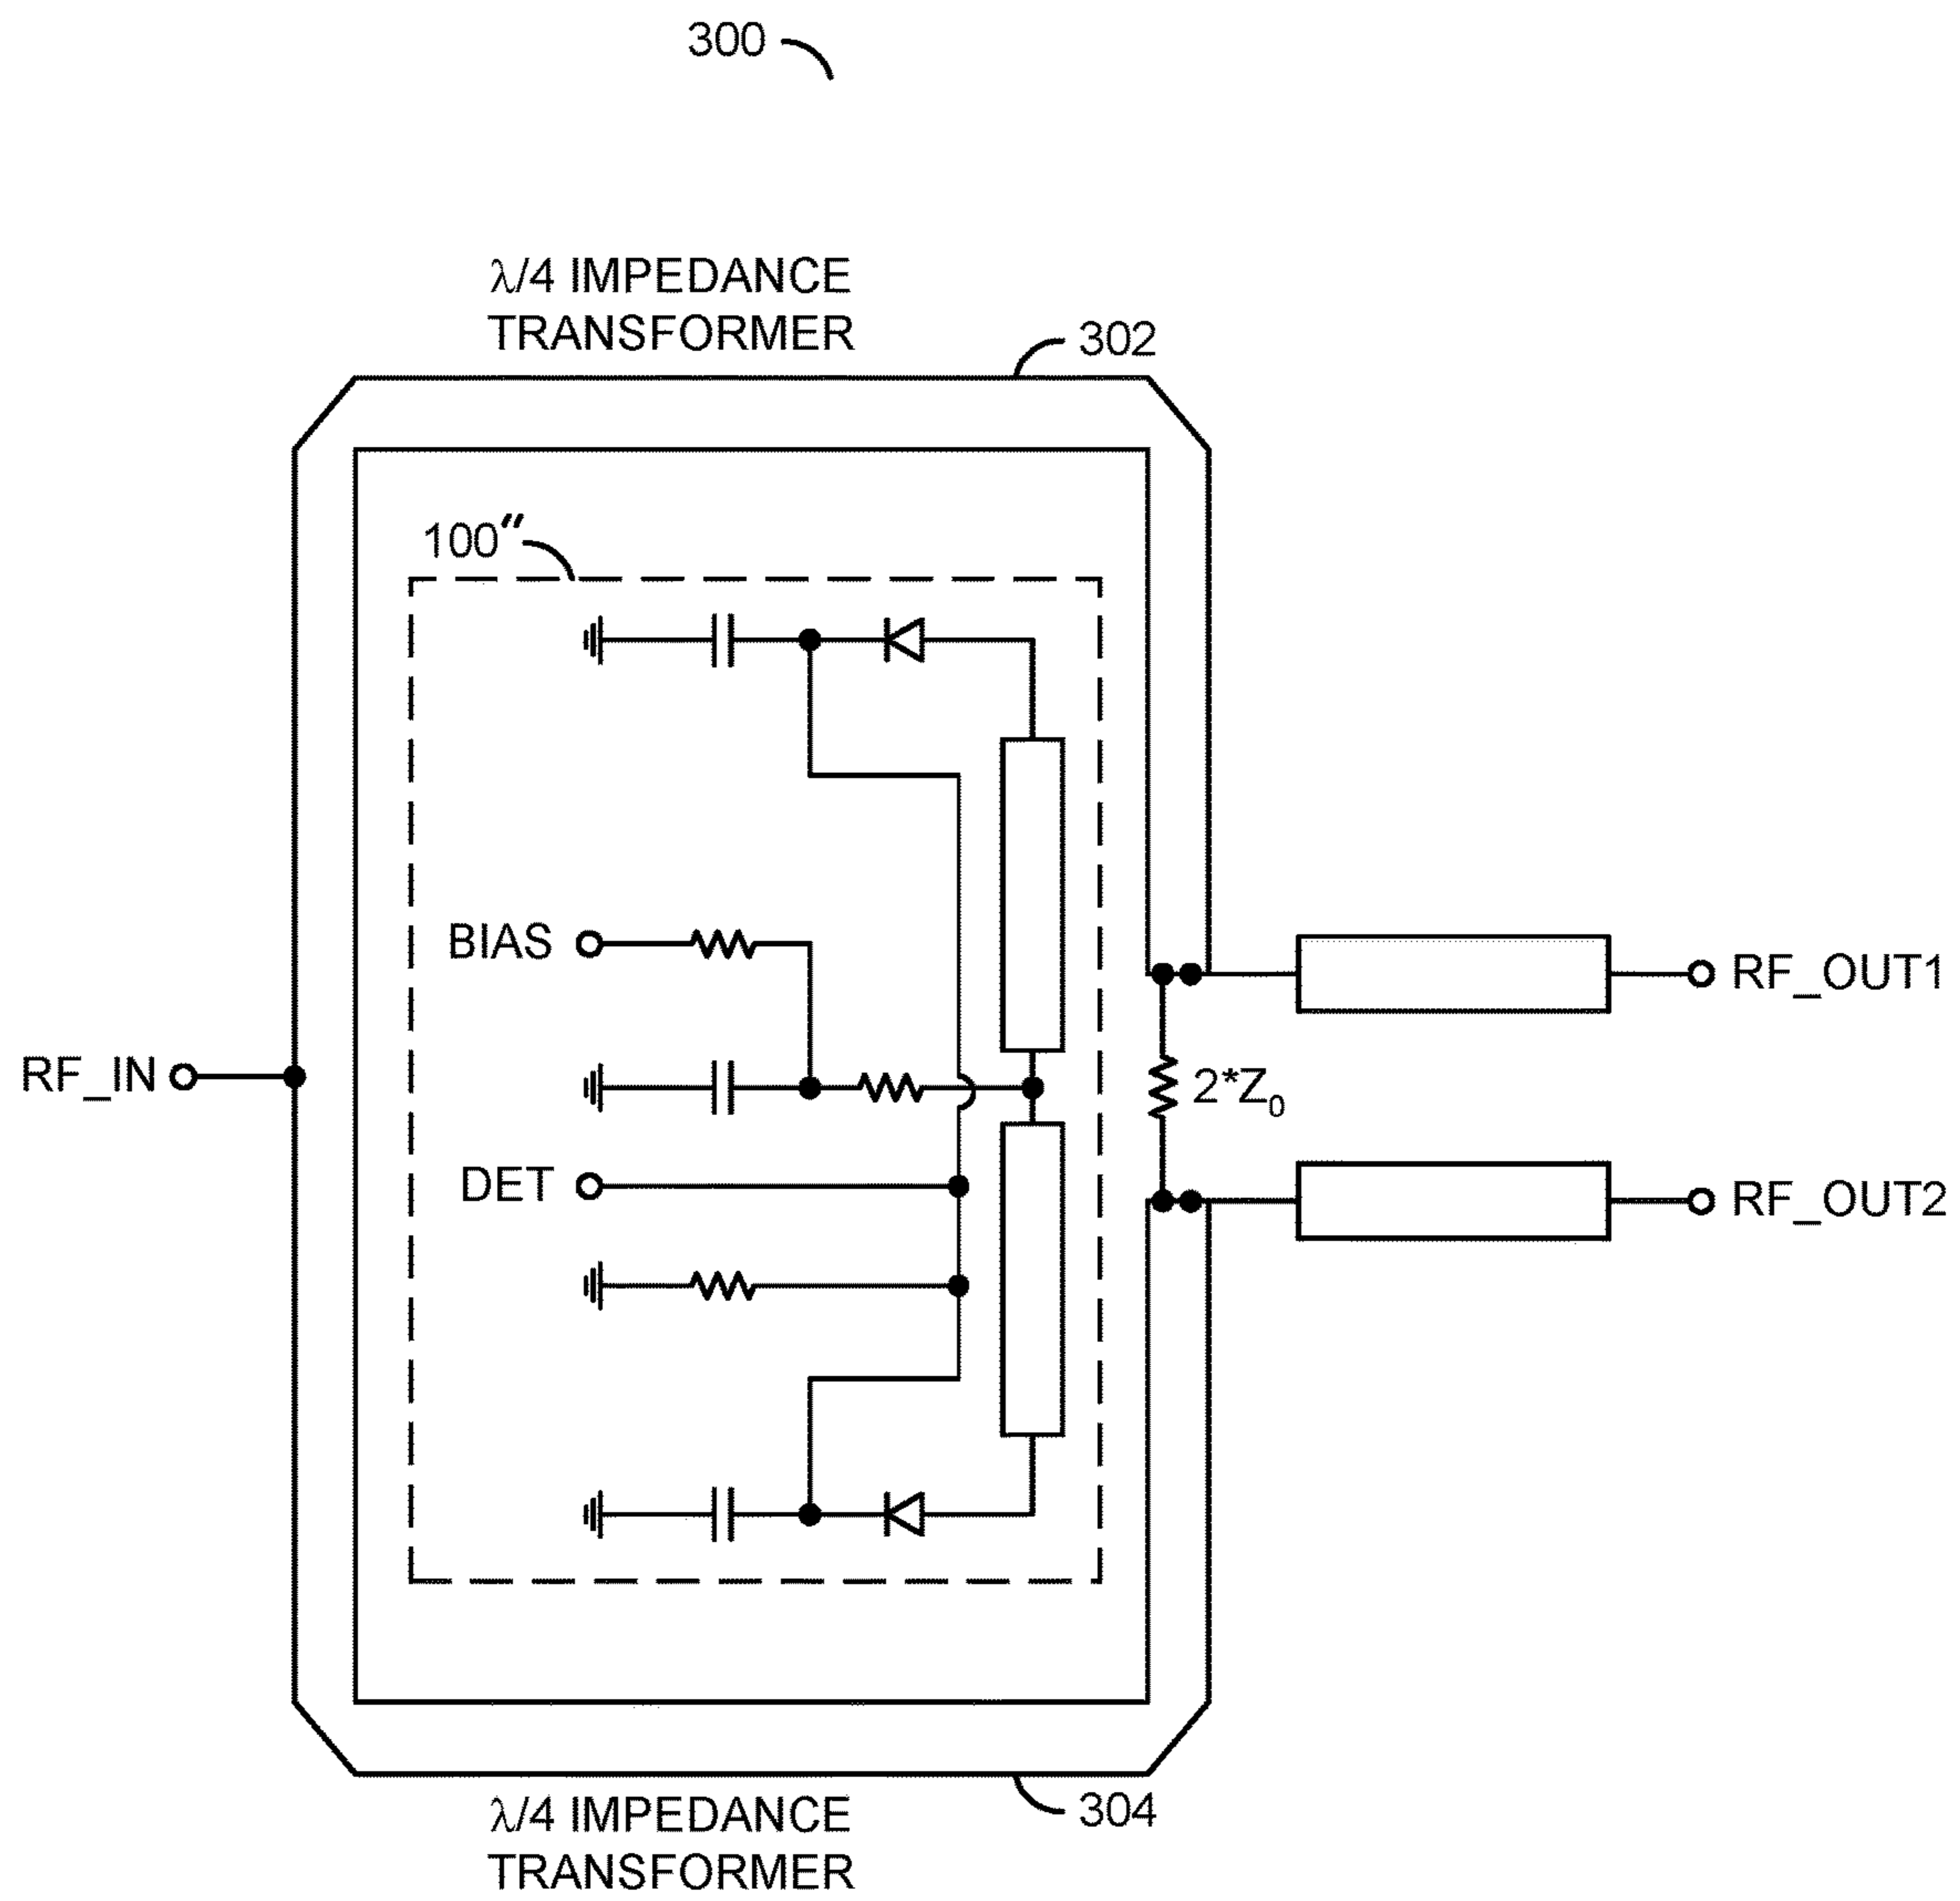 300
λ/4 IMPEDANCE
TRANSFORMER
302
100"
BIAS
RF_OUT1
RF_IN
2*Z₀
DET
RF_OUT2
304
λ/4 IMPEDANCE
TRANSFORMER